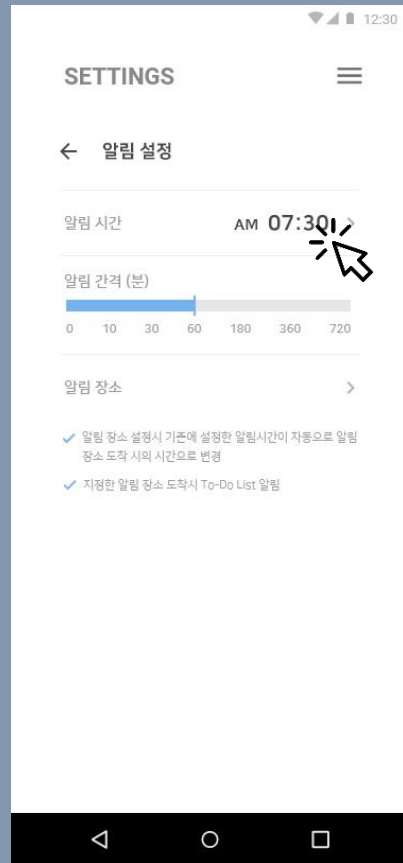 12:30
SETTINGS
알림 설정
알림 시간 AM 07:30
알림 간격 (분)
0 10 30 60 180 360 720
알림 장소
알림 장소 설정시 기존에 설정한 알림시간이 자동으로 알림
장소 도착 시의 시간으로 변경
지정한 알림 장소 도착시 To-Do List 알림